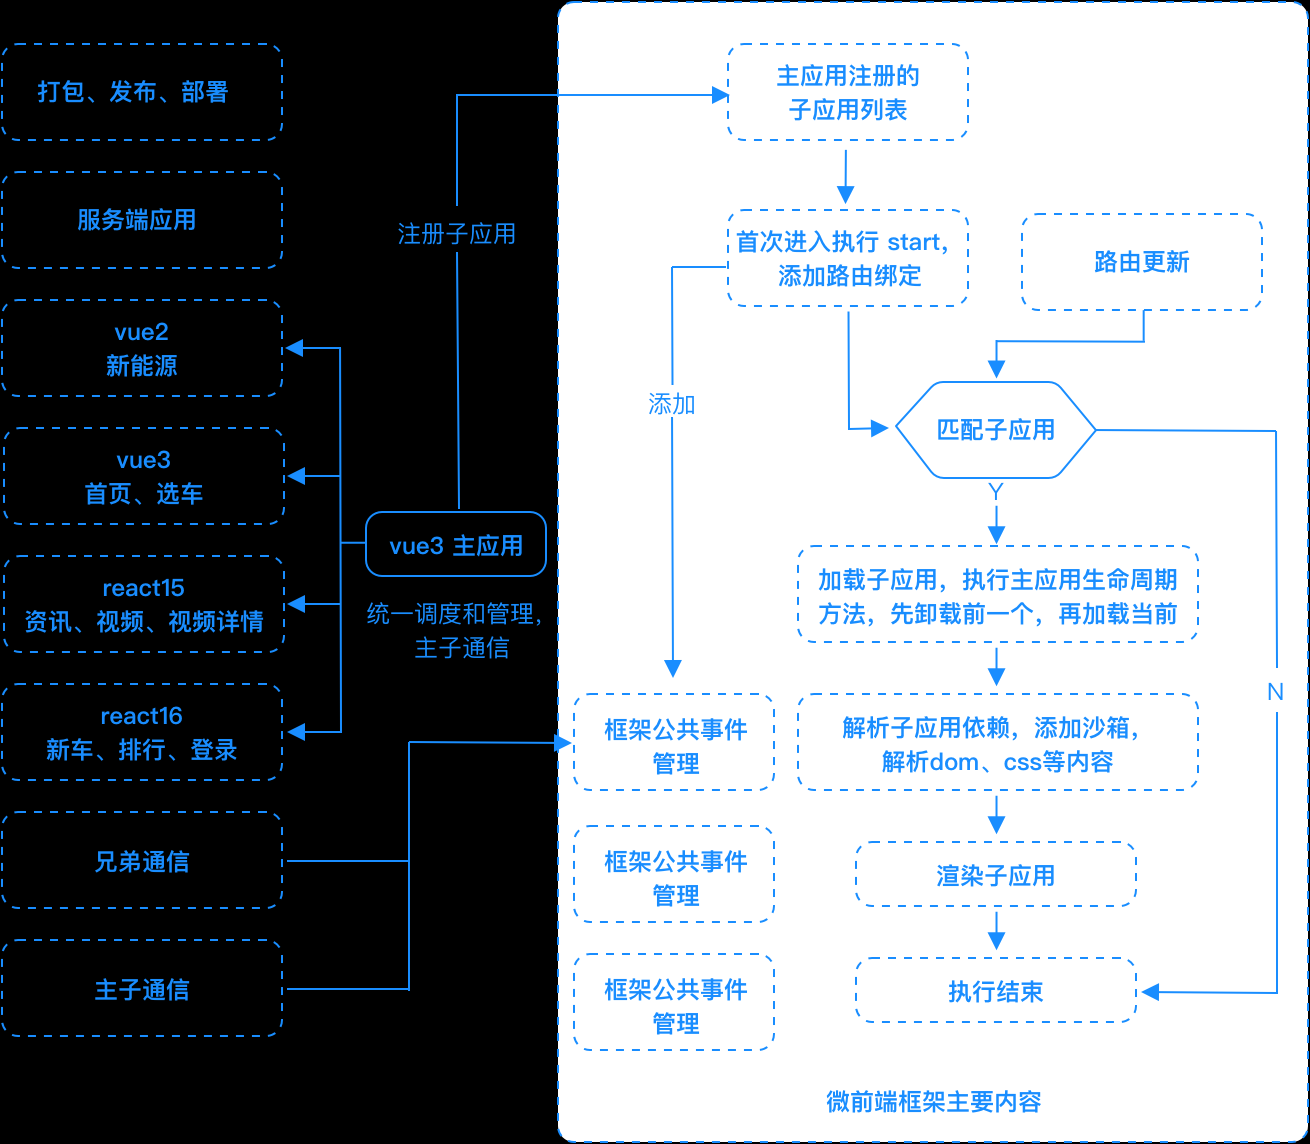 打包、发布、部署
服务端应用
vue2
新能源
vue3
首页、选车
react15
资讯、视频、视频详情
react16
新车、排行、登录
兄弟通信
主子通信
注册子应用
vue3 主应用
统一调度和管理，
主子通信
主应用注册的
子应用列表
首次进入执行 start，
添加路由绑定
路由更新
添加
匹配子应用
Y
N
加载子应用，执行主应用生命周期
方法，先卸载前一个，再加载当前
框架公共事件
管理
解析子应用依赖，添加沙箱，
解析dom、css等内容
框架公共事件
管理
渲染子应用
框架公共事件
管理
执行结束
微前端框架主要内容